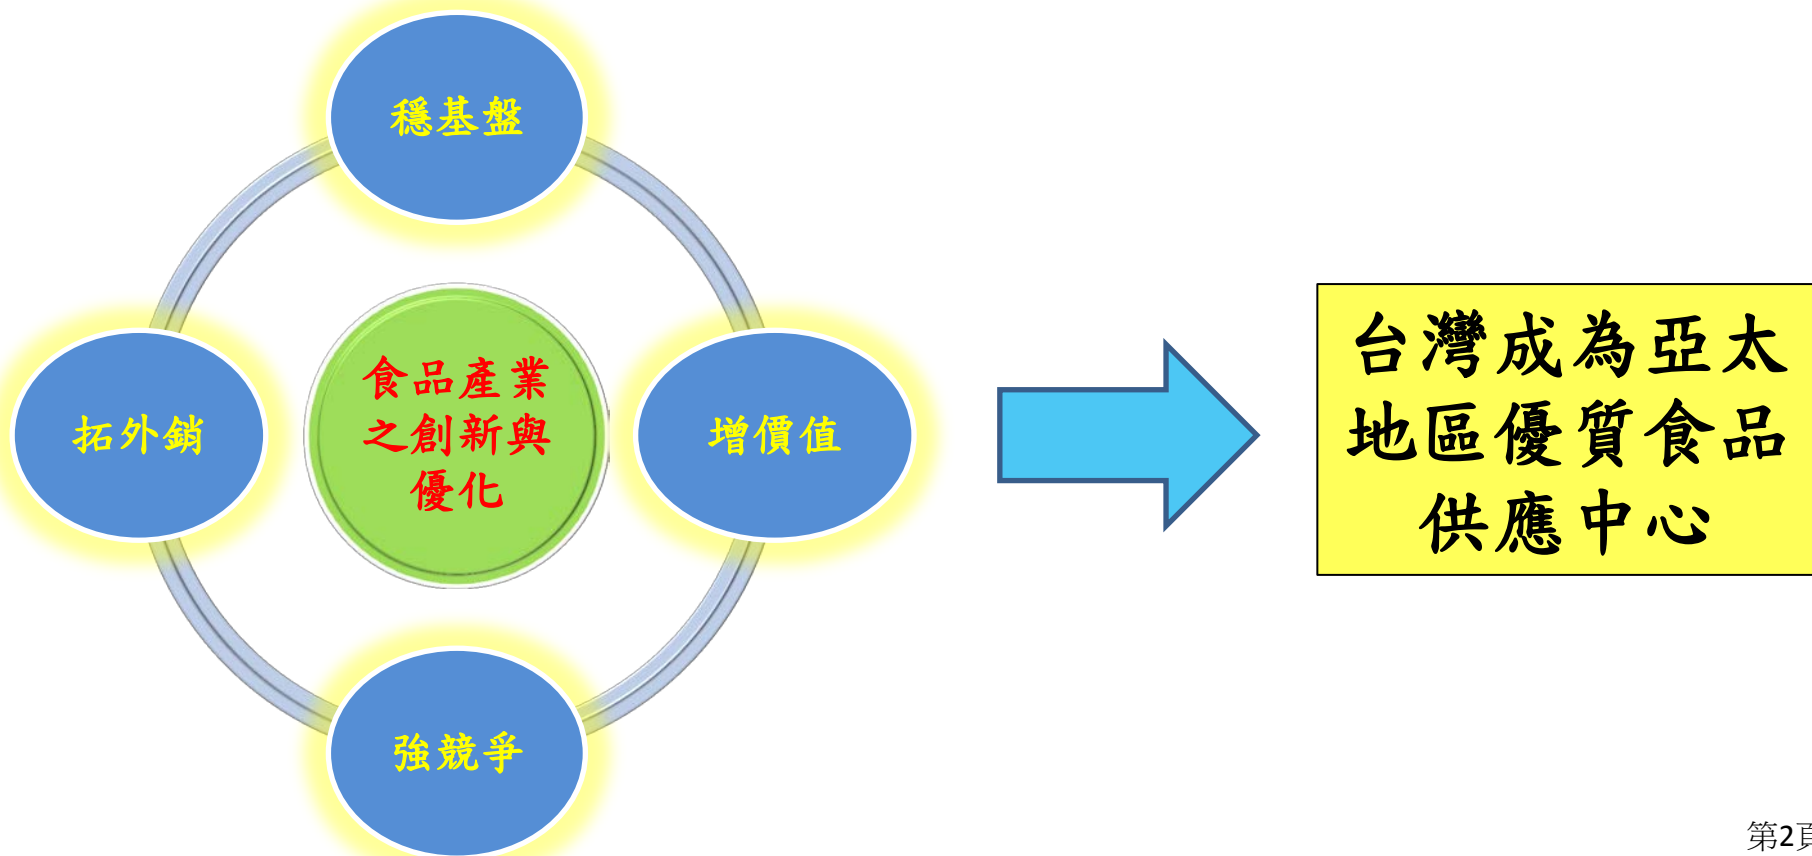 穩基盤
拓外銷
食品產業
之創新與
優化
增價值
強競爭
台灣成為亞太
地區優質食品
供應中心
第2頁